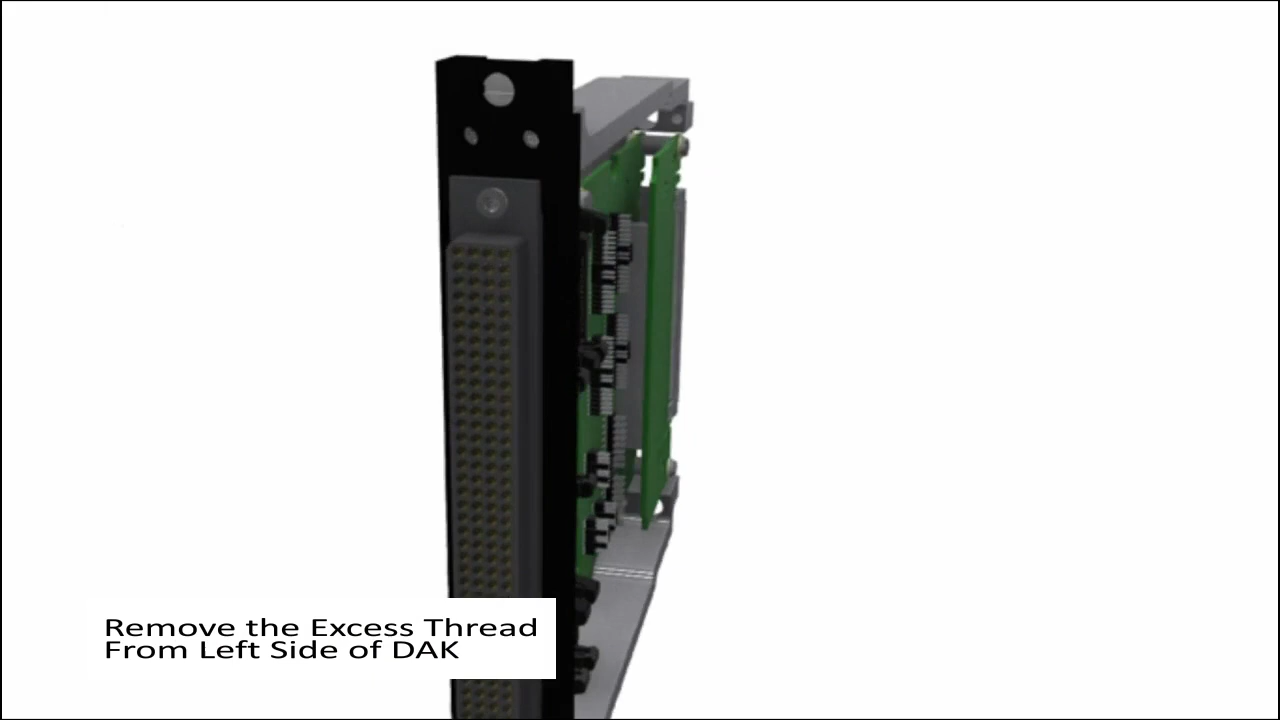 Remove the Excess Thread
From Left Side of DAK